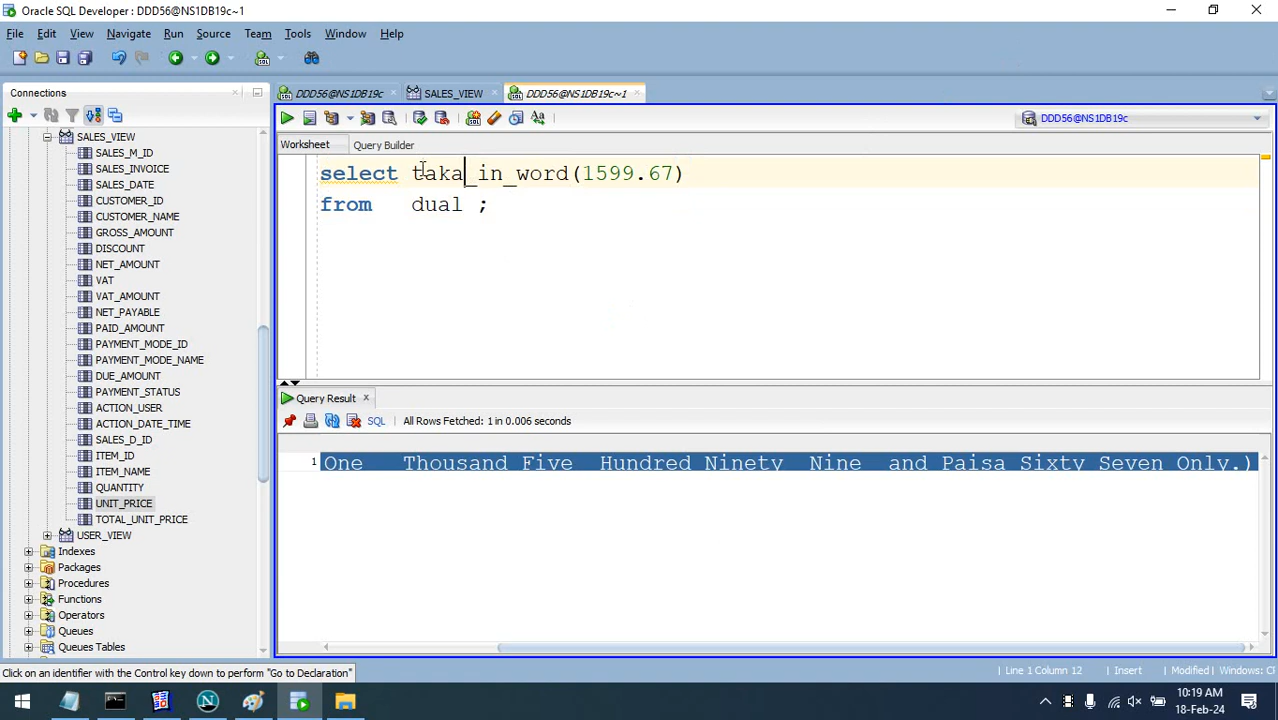 Oracle SQL Developer : DDD56@NS1DB19c~1
File Edit View Navigate Run Source Team Tools Window Help
Connections
DDD56@NS1DB19c
SALES_VIEW
DDD56@NS1DB19c~1
DDD56@NS1DB19c
Worksheet Query Builder
select taka_in_word(1599.67)
from dual ;
SALES_VIEW
SALES_M_ID
SALES_INVOICE
SALES_DATE
CUSTOMER_ID
CUSTOMER_NAME
GROSS_AMOUNT
DISCOUNT
NET_AMOUNT
VAT
VAT_AMOUNT
NET_PAYABLE
PAID_AMOUNT
PAYMENT_MODE_ID
PAYMENT_MODE_NAME
DUE_AMOUNT
PAYMENT_STATUS
ACTION_USER
ACTION_DATE_TIME
SALES_D_ID
ITEM_ID
ITEM_NAME
QUANTITY
UNIT_PRICE
TOTAL_UNIT_PRICE
USER_VIEW
Indexes
Packages
Procedures
Functions
Operators
Queues
Queues Tables
Query Result
SQL All Rows Fetched: 1 in 0.006 seconds
1 One Thousand Five Hundred Ninety Nine and Paisa Sixty Seven Only.)
Click on an identifier with the Control key down to perform "Go to Declaration"
Line 1 Column 12 Insert Modified Windows: CF
10:19 AM
18-Feb-24